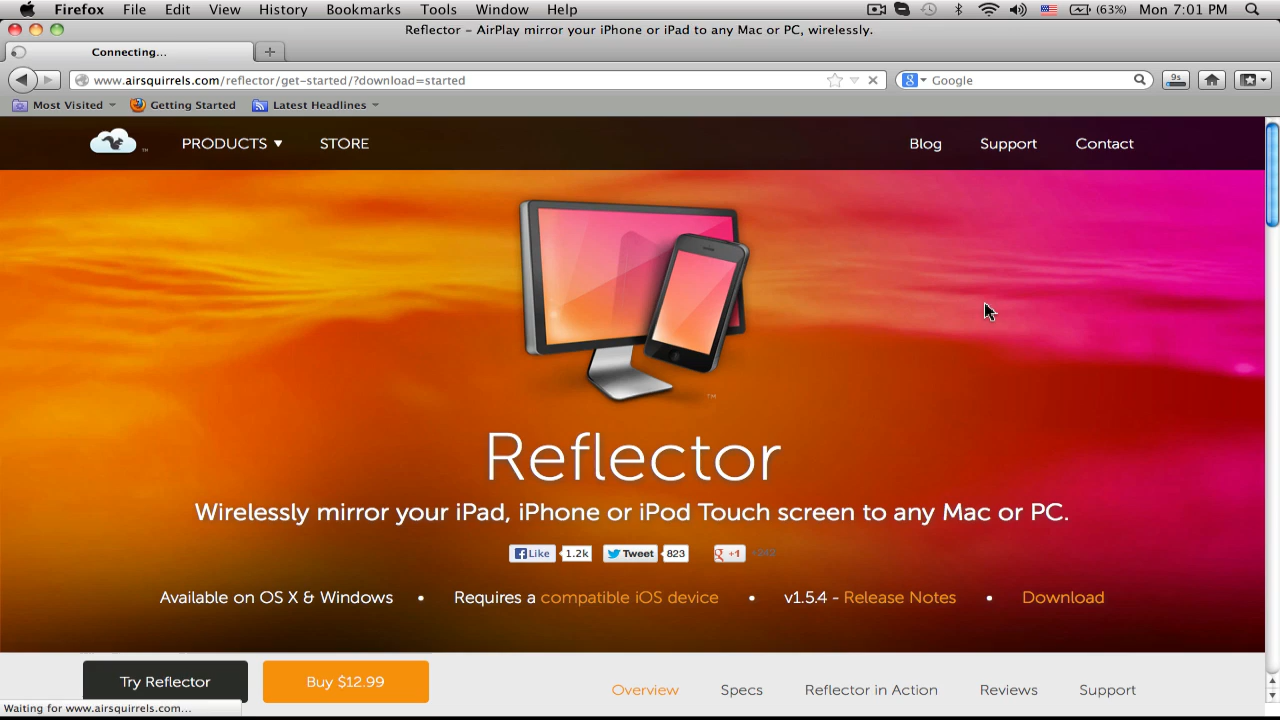 Firefox File Edit View History Bookmarks Tools Window Help (63%) Mon 7:01 PM
Reflector – AirPlay mirror your iPhone or iPad to any Mac or PC, wirelessly.
Connecting...
www.airsquirrels.com/reflector/get-started/?download=started Google 9s
Most Visited Getting Started Latest Headlines
PRODUCTS ▼ STORE Blog Support Contact
Reflector
Wirelessly mirror your iPad, iPhone or iPod Touch screen to any Mac or PC.
Like 1.2k Tweet 823 +1 +242
Available on OS X & Windows • Requires a compatible iOS device • v1.5.4 - Release Notes • Download
Try Reflector Buy $12.99 Overview Specs Reflector in Action Reviews Support
Waiting for www.airsquirrels.com...